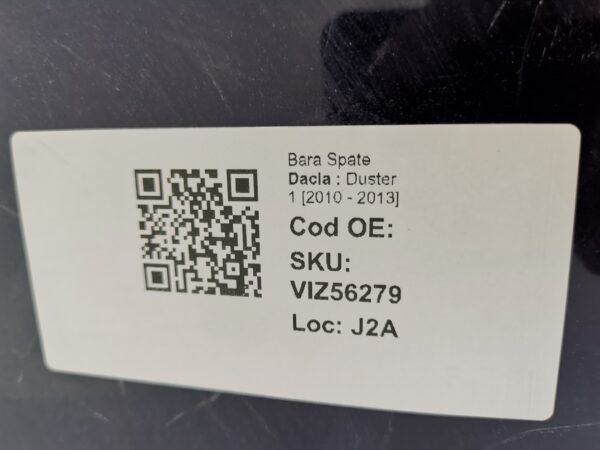 Bara Spate
Dacia : Duster
1 [2010 - 2013]
Cod OE:
SKU:
VIZ56279
Loc: J2A